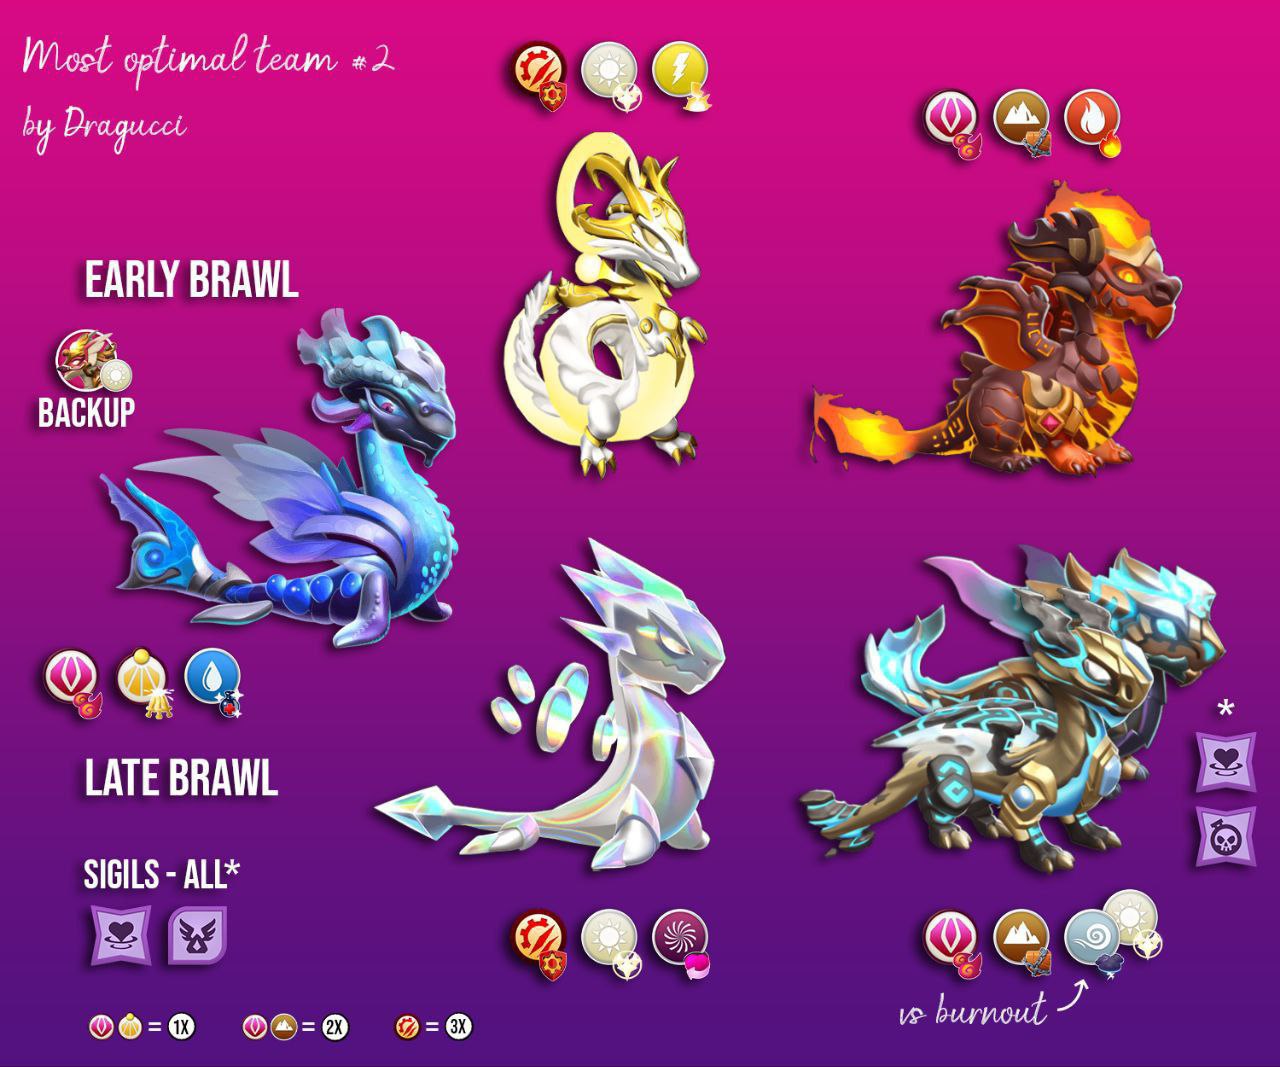 Most optimal team #2
by Dragucci
EARLY BRAWL
BACKUP
LATE BRAWL
*
SIGILS - ALL*
vs burnout
= 1X
= 2X
= 3X